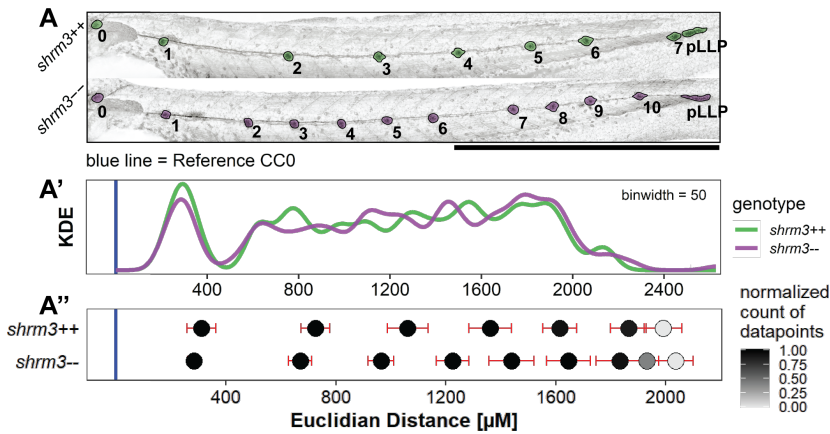 A
shrm3++
0 1 2 3 4 5 6 7 pLLP
shrm3--
0 1 2 3 4 5 6 7 8 9 10 pLLP
blue line = Reference CC0
A'
KDE
binwidth = 50
400 800 1200 1600 2000 2400
genotype
shrm3++
shrm3--
A''
shrm3++
shrm3--
400 800 1200 1600 2000
Euclidian Distance [µM]
normalized
count of
datapoints
1.00
0.75
0.50
0.25
0.00